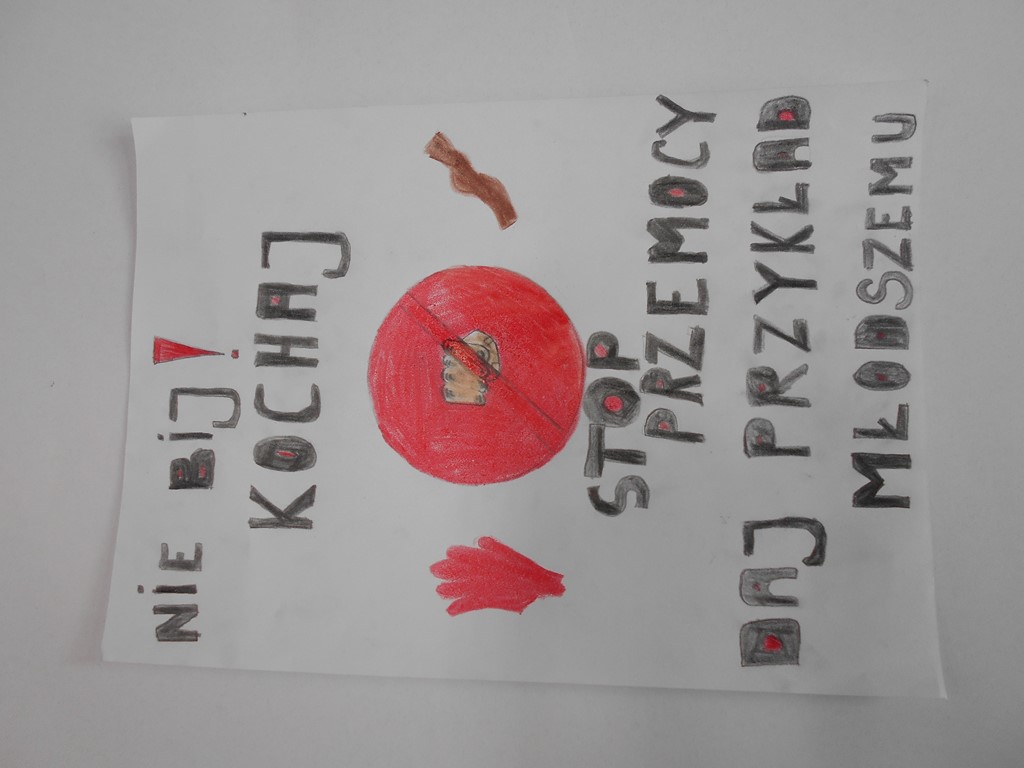 NiE BiJ!
KOCHAJ
STOP
PRZEMOCY
DAJ PRZYKŁAD
MŁODSZEMU